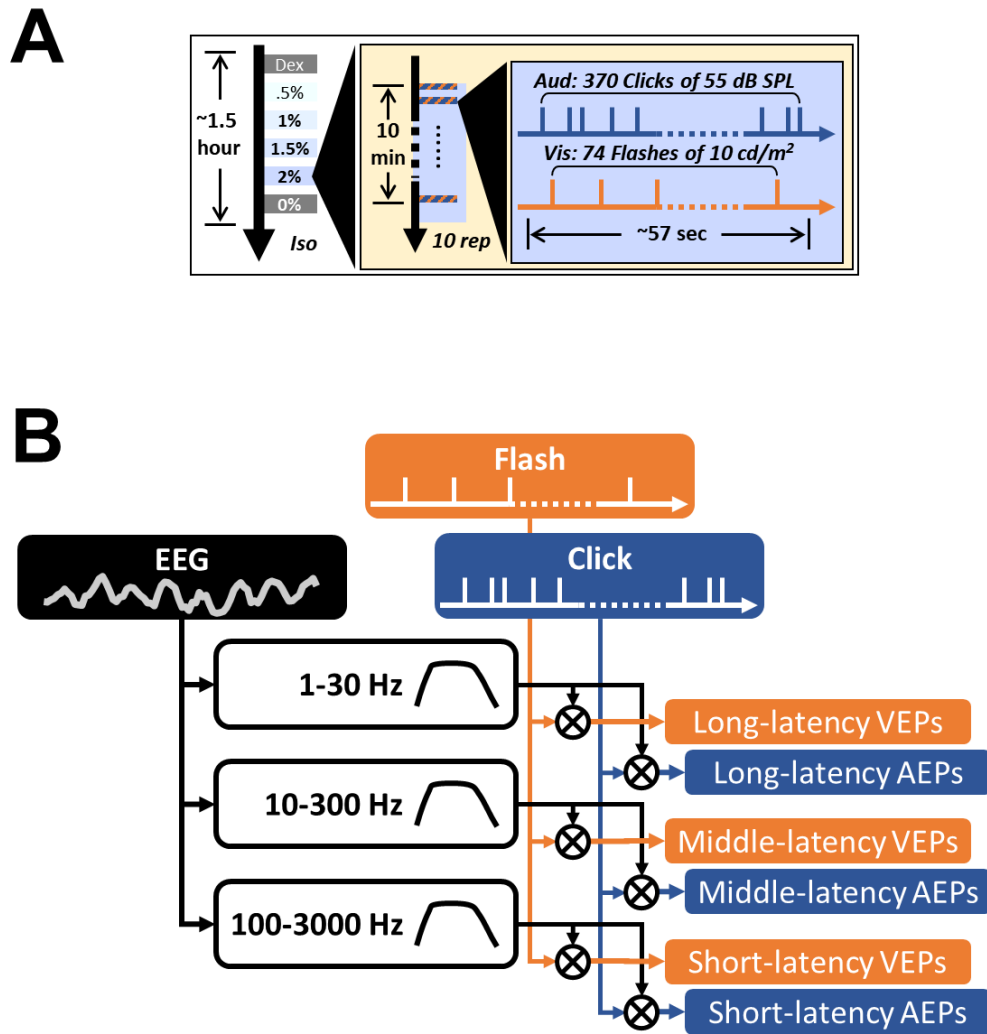 A
Dex
.5%
1%
1.5%
2%
0%
~1.5
hour
Iso
10
min
10 rep
Aud: 370 Clicks of 55 dB SPL
Vis: 74 Flashes of 10 cd/m²
~57 sec
B
Flash
EEG
Click
1-30 Hz
Long-latency VEPs
Long-latency AEPs
10-300 Hz
Middle-latency VEPs
Middle-latency AEPs
100-3000 Hz
Short-latency VEPs
Short-latency AEPs